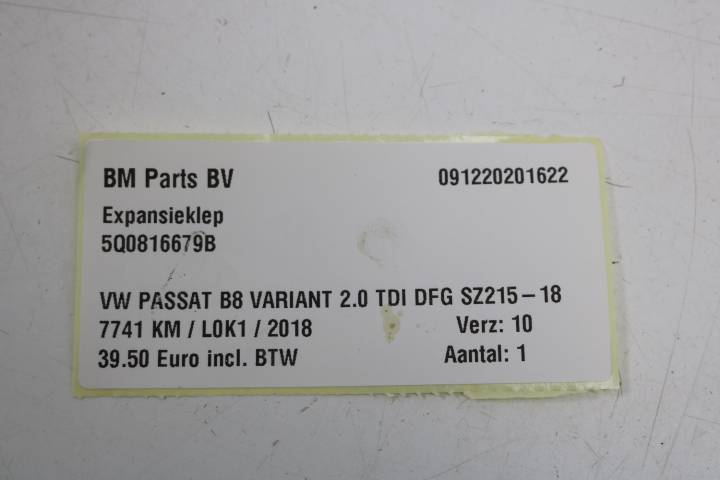 BM Parts BV 091220201622
Expansieklep
5Q0816679B
VW PASSAT B8 VARIANT 2.0 TDI DFG SZ215-18
7741 KM / L0K1 / 2018 Verz: 10
39.50 Euro incl. BTW Aantal: 1